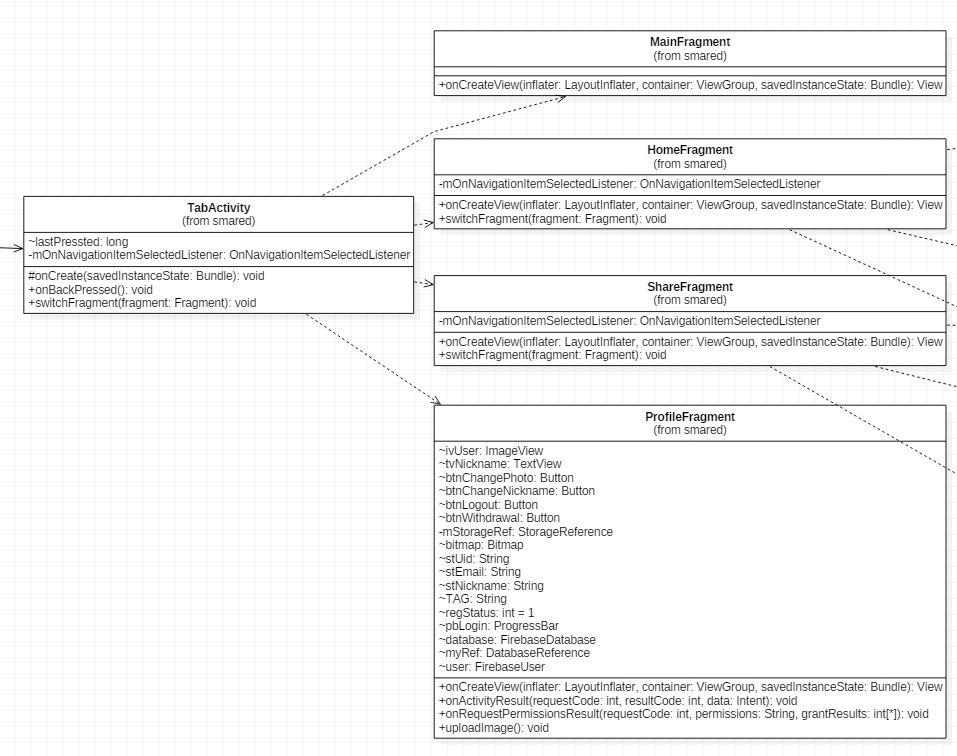 MainFragment
(from smared)
+onCreateView(inflater: LayoutInflater, container: ViewGroup, savedInstanceState: Bundle): View
HomeFragment
(from smared)
-mOnNavigationItemSelectedListener: OnNavigationItemSelectedListener
+onCreateView(inflater: LayoutInflater, container: ViewGroup, savedInstanceState: Bundle): View
+switchFragment(fragment: Fragment): void
TabActivity
(from smared)
~lastPressted: long
-mOnNavigationItemSelectedListener: OnNavigationItemSelectedListener
#onCreate(savedInstanceState: Bundle): void
+onBackPressed(): void
+switchFragment(fragment: Fragment): void
ShareFragment
(from smared)
-mOnNavigationItemSelectedListener: OnNavigationItemSelectedListener
+onCreateView(inflater: LayoutInflater, container: ViewGroup, savedInstanceState: Bundle): View
+switchFragment(fragment: Fragment): void
ProfileFragment
(from smared)
~ivUser: ImageView
~tvNickname: TextView
~btnChangePhoto: Button
~btnChangeNickname: Button
~btnLogout: Button
~btnWithdrawal: Button
-mStorageRef: StorageReference
~bitmap: Bitmap
~stUid: String
~stEmail: String
~stNickname: String
~TAG: String
~regStatus: int = 1
~pbLogin: ProgressBar
~database: FirebaseDatabase
~myRef: DatabaseReference
~user: FirebaseUser
+onCreateView(inflater: LayoutInflater, container: ViewGroup, savedInstanceState: Bundle): View
+onActivityResult(requestCode: int, resultCode: int, data: Intent): void
+onRequestPermissionsResult(requestCode: int, permissions: String, grantResults: int[*]): void
+uploadImage(): void